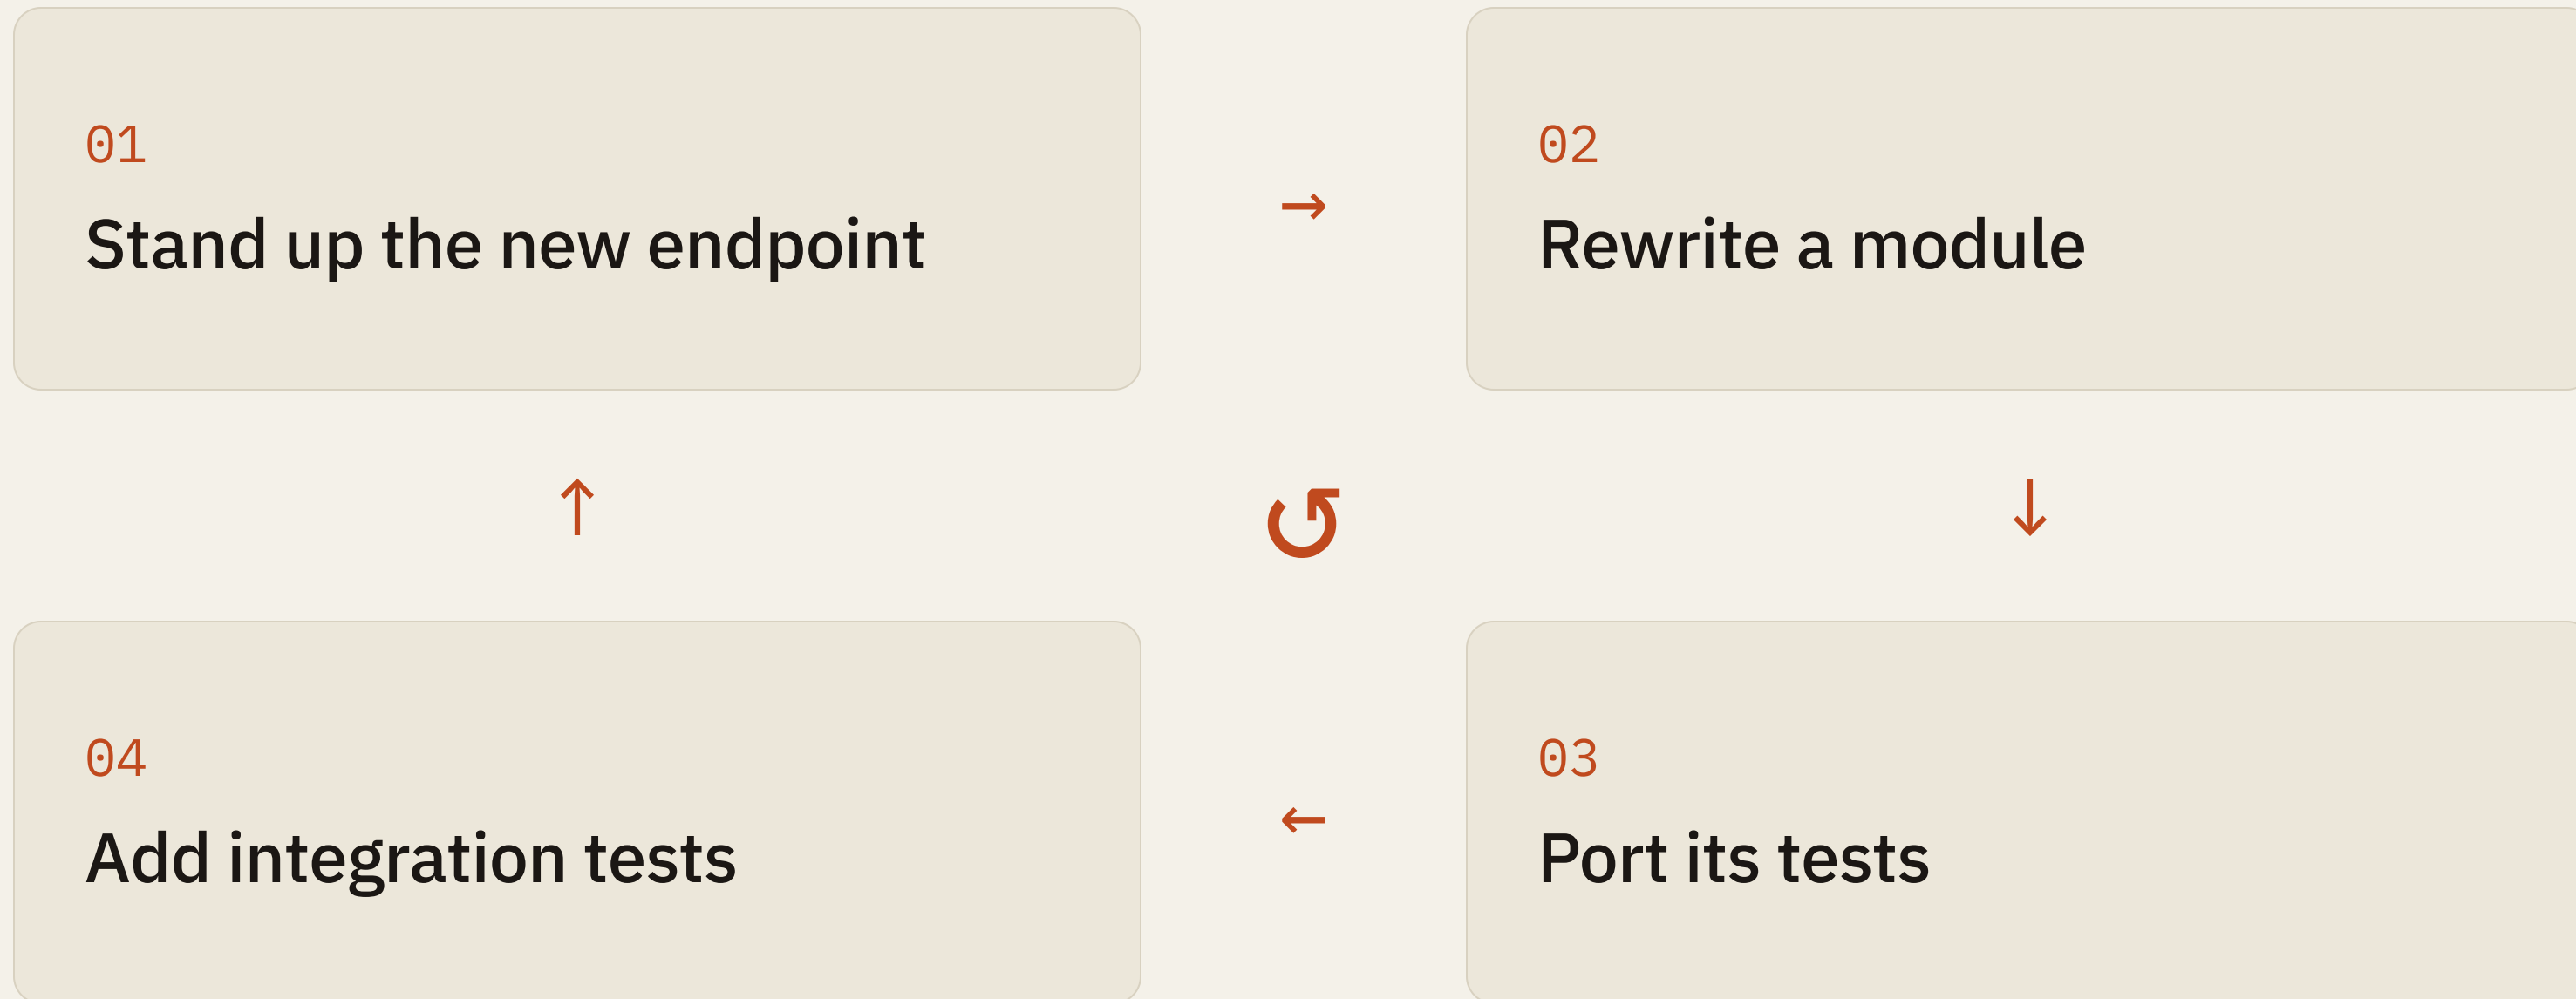 01
Stand up the new endpoint
→
02
Rewrite a module
↑
↺
↓
04
Add integration tests
←
03
Port its tests